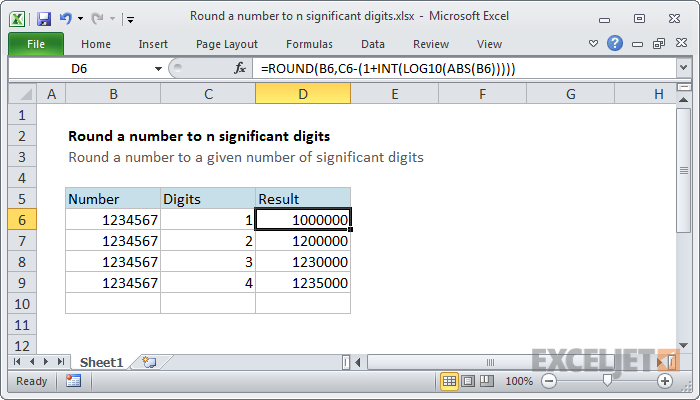 Round a number to n significant digits.xlsx - Microsoft Excel
File Home Insert Page Layout Formulas Data Review View
D6 fx =ROUND(B6,C6-(1+INT(LOG10(ABS(B6)))))
A B C D E F G H
1
2 Round a number to n significant digits
3 Round a number to a given number of significant digits
4
5 Number Digits Result
6 1234567 1 1000000
7 1234567 2 1200000
8 1234567 3 1230000
9 1234567 4 1235000
10
11
12
Sheet1
EXCELJET
Ready 100%